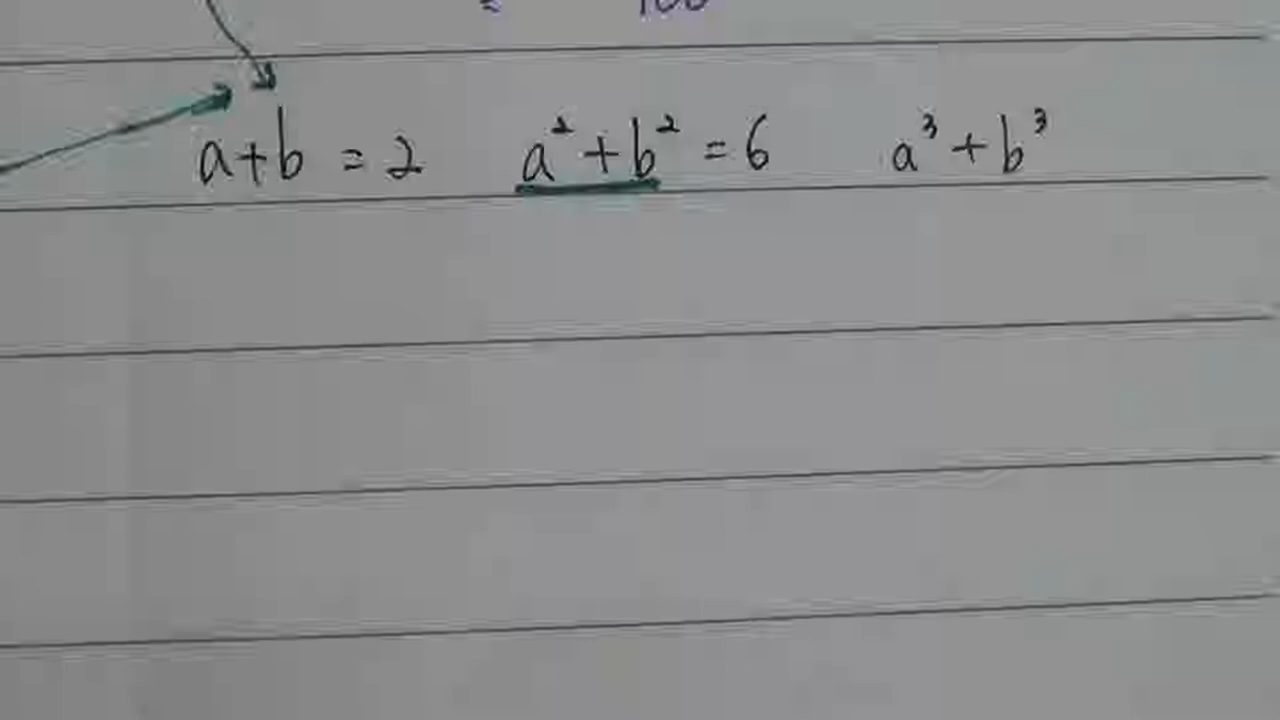 a+b = 2 a² + b² = 6 a³ + b³